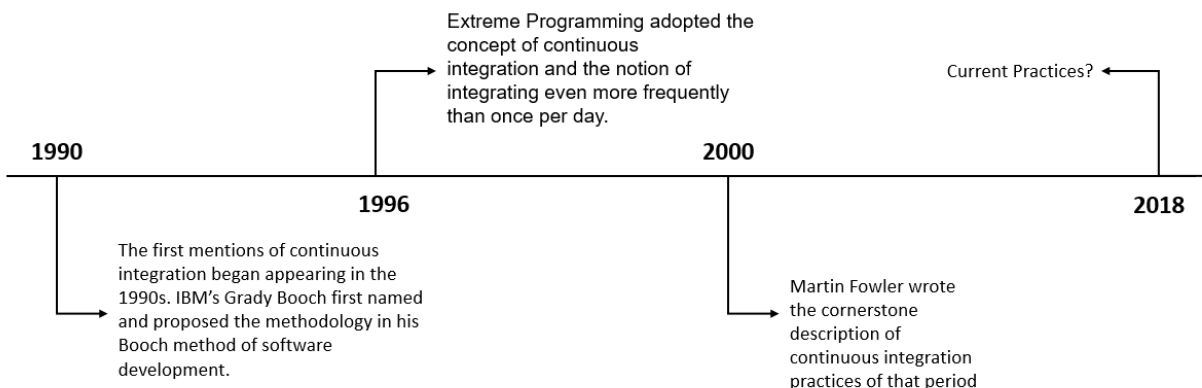 Extreme Programming adopted the
concept of continuous
integration and the notion of
integrating even more frequently
than once per day.
Current Practices?
1990
2000
1996
2018
The first mentions of continuous
integration began appearing in the
1990s. IBM's Grady Booch first named
and proposed the methodology in his
Booch method of software
development.
Martin Fowler wrote
the cornerstone
description of
continuous integration
practices of that period